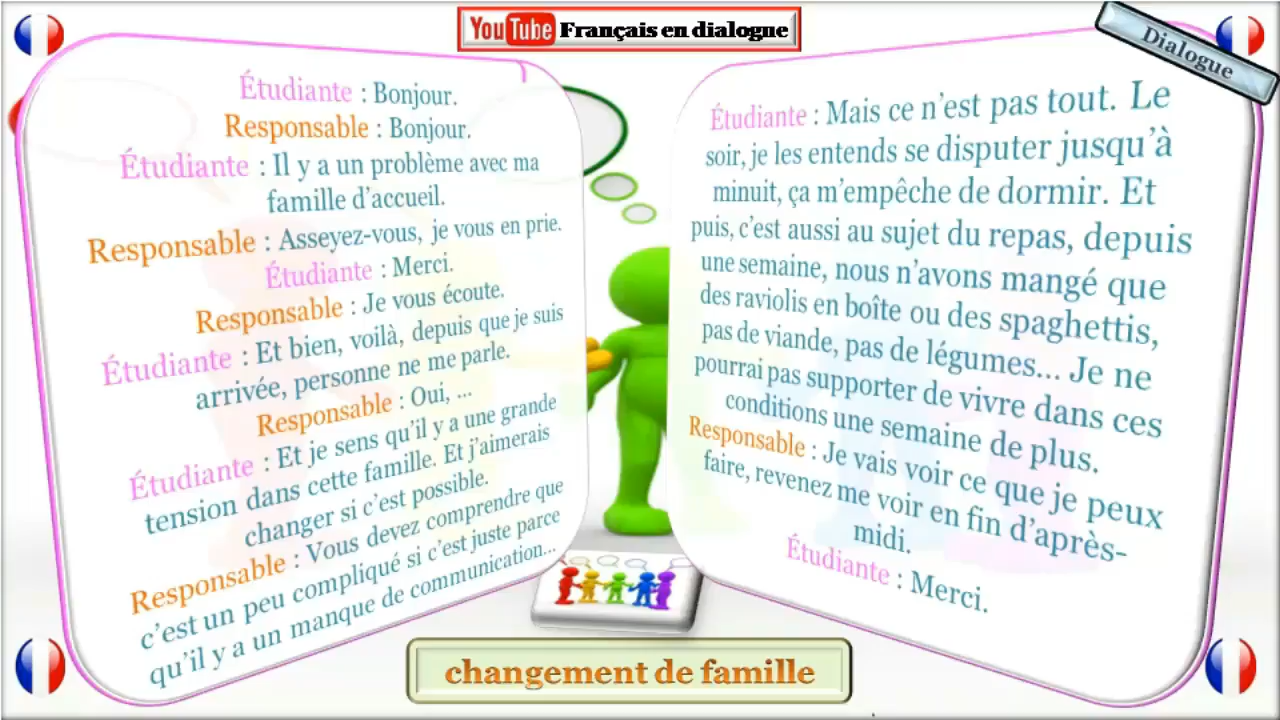 YouTube Français en dialogue
Dialogue
Étudiante : Bonjour.
Responsable : Bonjour.
Étudiante : Il y a un problème avec ma
famille d'accueil.
Responsable : Asseyez-vous, je vous en prie.
Étudiante : Merci.
Responsable : Je vous écoute.
Étudiante : Et bien, voilà, depuis que je suis
arrivée, personne ne me parle.
Responsable : Oui, ...
Étudiante : Et je sens qu'il y a une grande
tension dans cette famille. Et j'aimerais
changer si c'est possible.
Responsable : Vous devez comprendre que
c'est un peu compliqué si c'est juste parce
qu'il y a un manque de communication...
Étudiante : Mais ce n'est pas tout. Le
soir, je les entends se disputer jusqu'à
minuit, ça m'empêche de dormir. Et
puis, c'est aussi au sujet du repas, depuis
une semaine, nous n'avons mangé que
des raviolis en boîte ou des spaghettis,
pas de viande, pas de légumes... Je ne
pourrai pas supporter de vivre dans ces
conditions une semaine de plus.
Responsable : Je vais voir ce que je peux
faire, revenez me voir en fin d'après-
midi.
Étudiante : Merci.
changement de famille